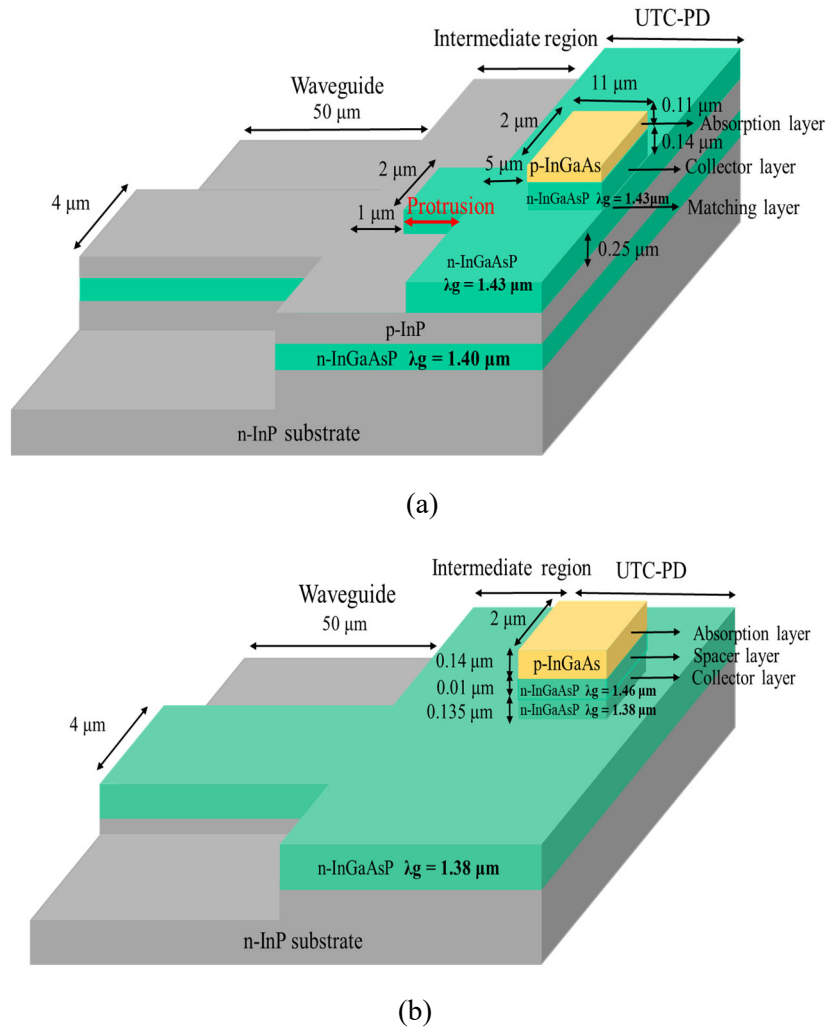 UTC-PD
Intermediate region
Waveguide
50 μm
11 μm
0.11 μm
2 μm
Absorption layer
0.14 μm
4 μm
2 μm
5 μm
p-InGaAs
Collector layer
n-InGaAsP λg = 1.43μm
Matching layer
1 μm
Protrusion
0.25 μm
n-InGaAsP
λg = 1.43 μm
p-InP
n-InGaAsP λg = 1.40 μm
n-InP substrate
(a)
Intermediate region
UTC-PD
Waveguide
50 μm
2 μm
Absorption layer
0.14 μm
p-InGaAs
Spacer layer
Collector layer
0.01 μm
n-InGaAsP λg = 1.46 μm
4 μm
0.135 μm
n-InGaAsP λg = 1.38 μm
n-InGaAsP λg = 1.38 μm
n-InP substrate
(b)